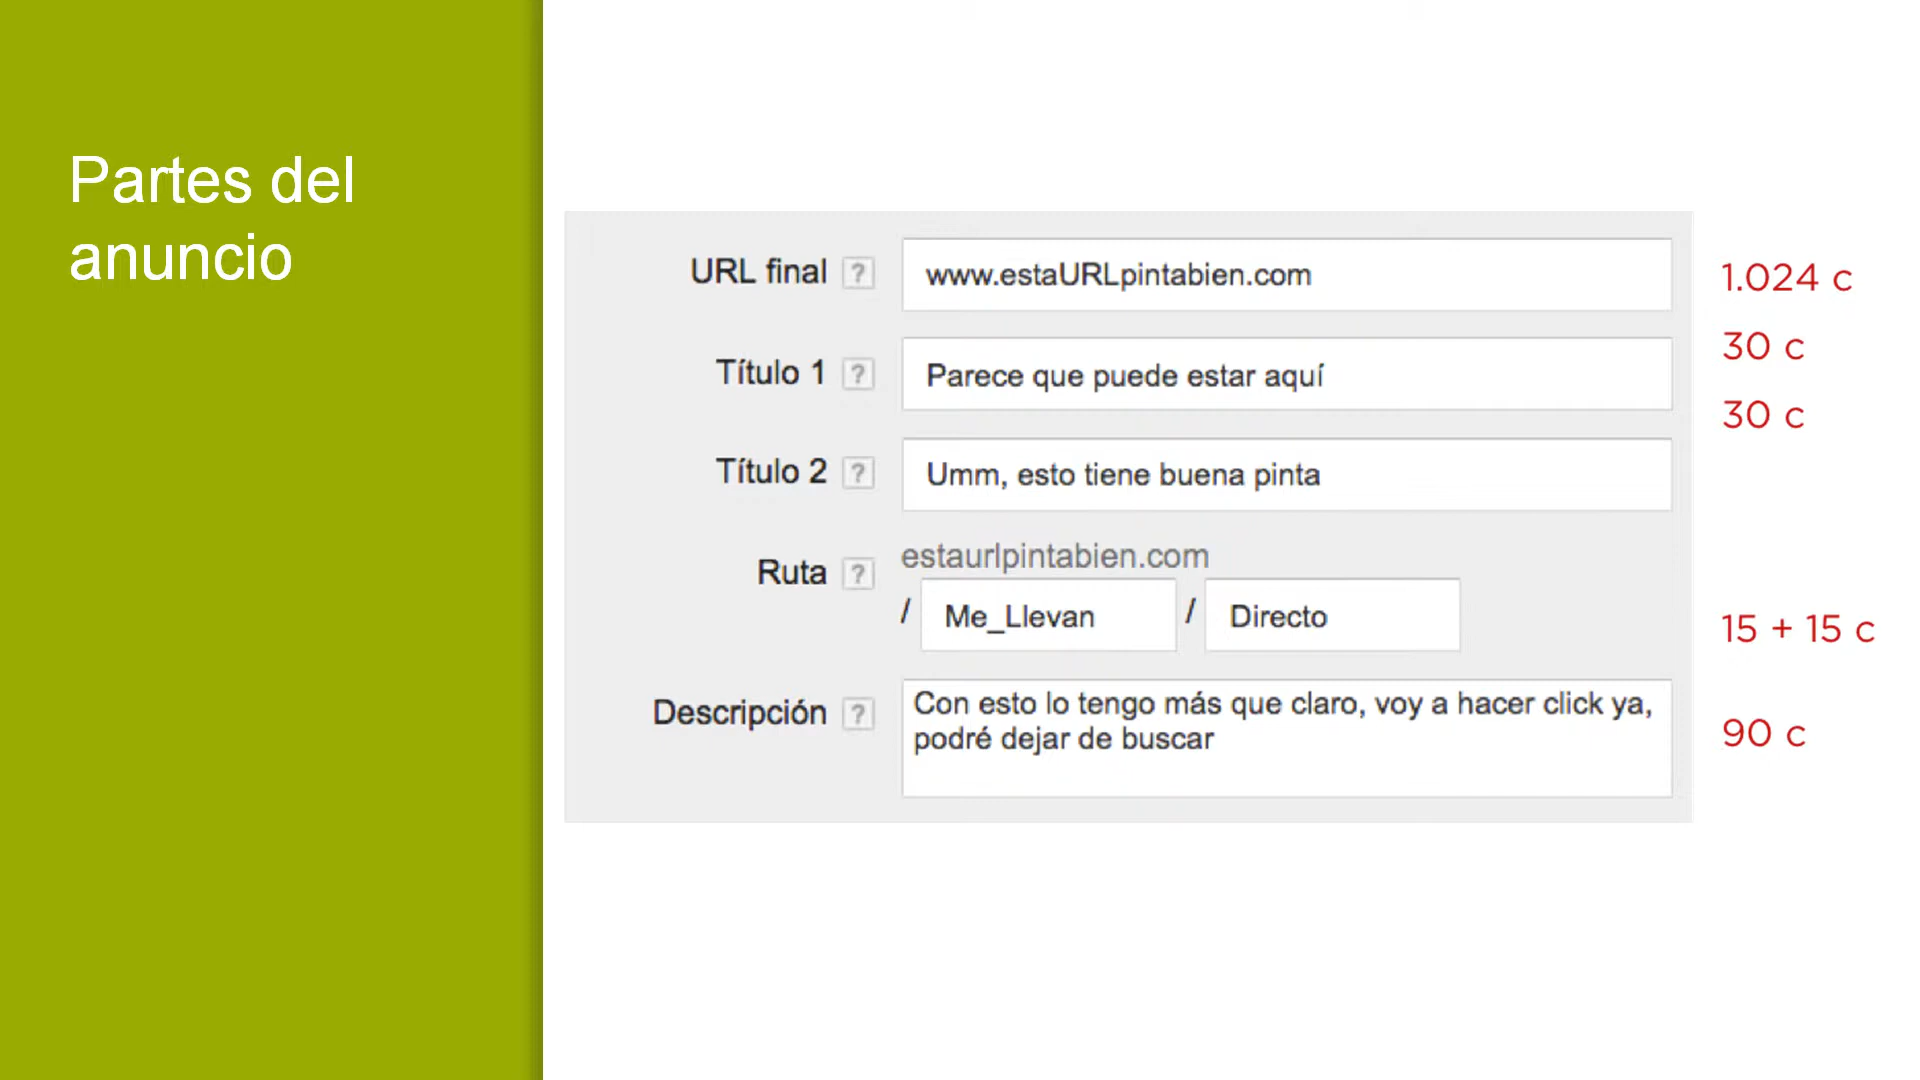 Partes del
anuncio
URL final ? www.estaURLpintabien.com 1.024 c
Título 1 ? Parece que puede estar aquí 30 c
Título 2 ? Umm, esto tiene buena pinta 30 c
estaurlpintabien.com
Ruta ? / Me_Llevan / Directo 15 + 15 c
Descripción ? Con esto lo tengo más que claro, voy a hacer click ya,
podré dejar de buscar 90 c